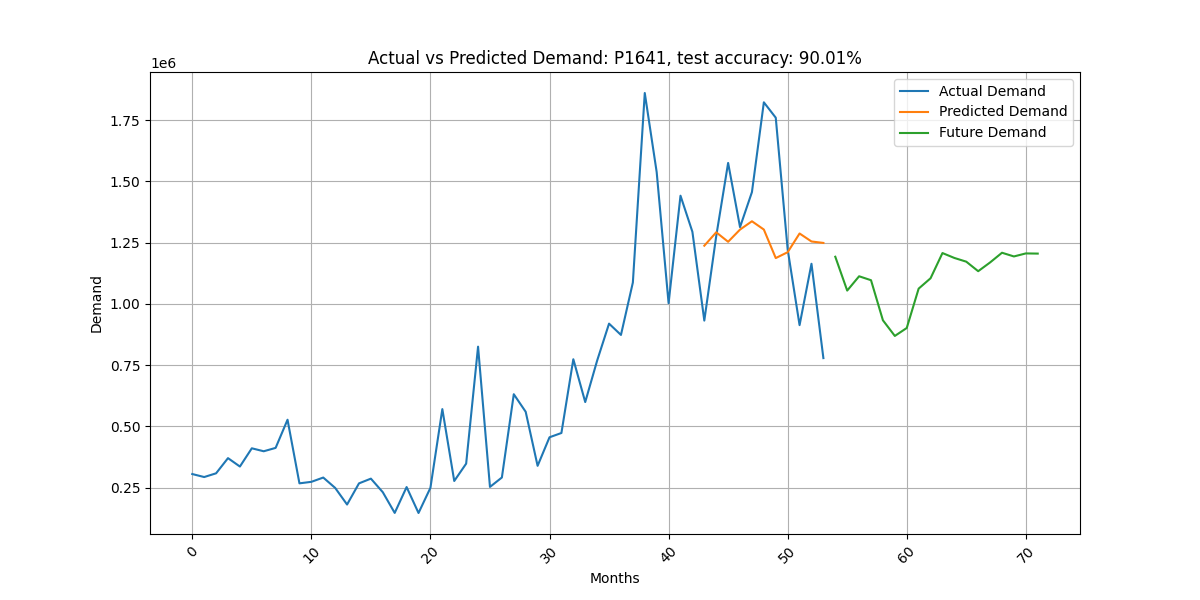 Actual vs Predicted Demand: P1641, test accuracy: 90.01%
1e6
Actual Demand
Predicted Demand
Future Demand
1.75
1.50
1.25
1.00
0.75
0.50
0.25
Demand
0 10 20 30 40 50 60 70
Months